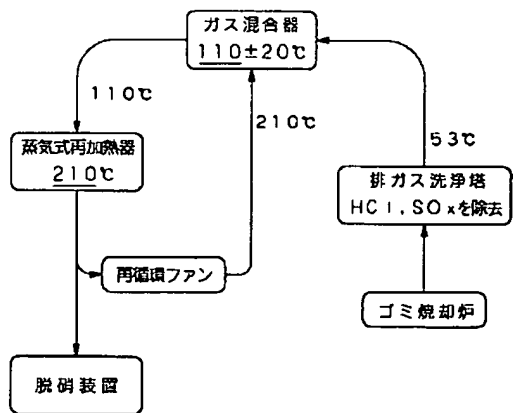 ガス混合器
110±20℃
110℃
210℃
53℃
蒸気式再加熱器
210℃
排ガス洗浄塔
HCl,SOxを除去
再循環ファン
ゴミ焼却炉
脱硝装置